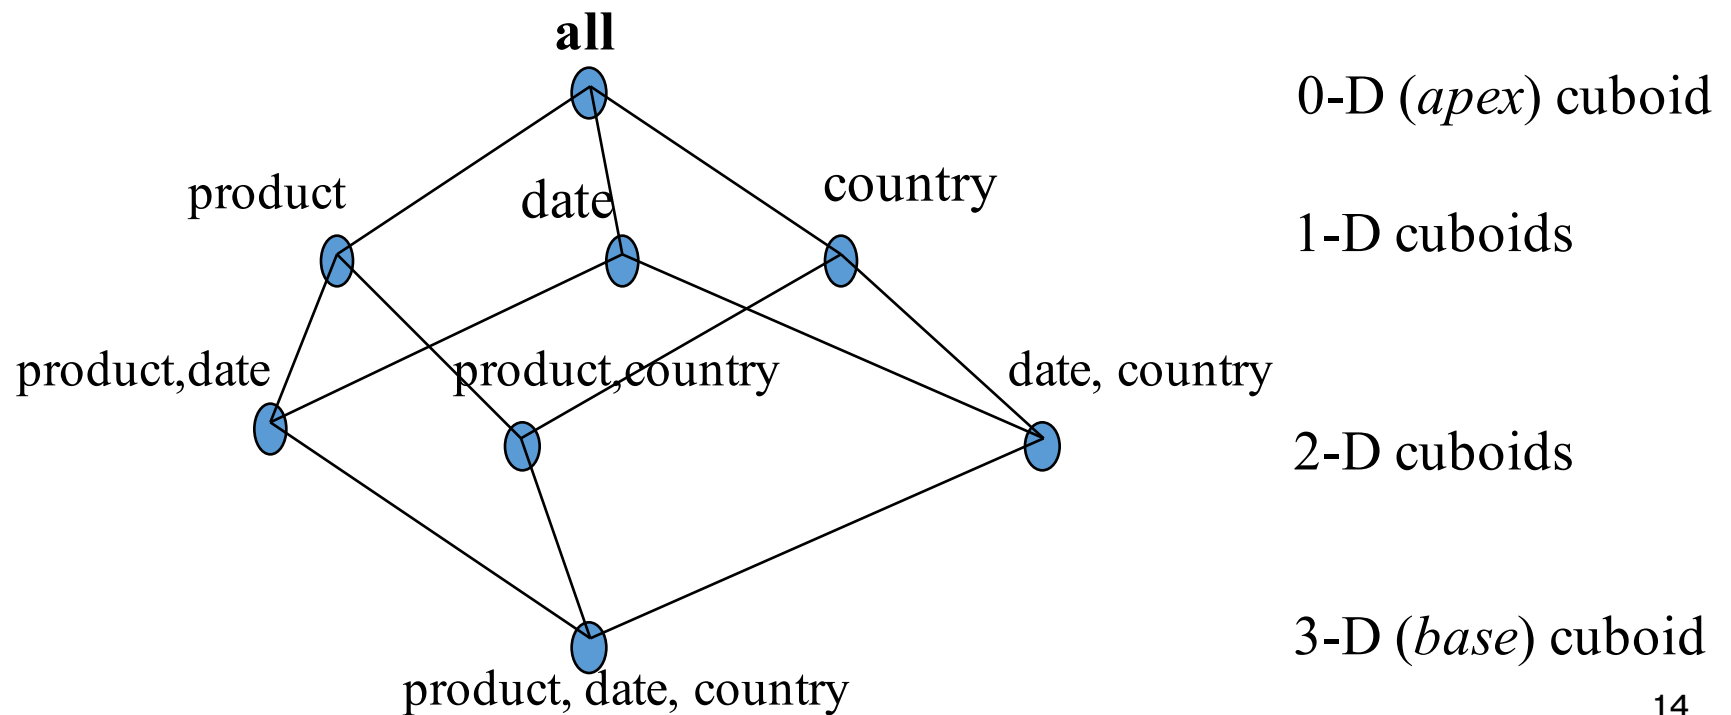 all
0-D (apex) cuboid
product
date
country
1-D cuboids
product,date
product,country
date, country
2-D cuboids
3-D (base) cuboid
product, date, country
14